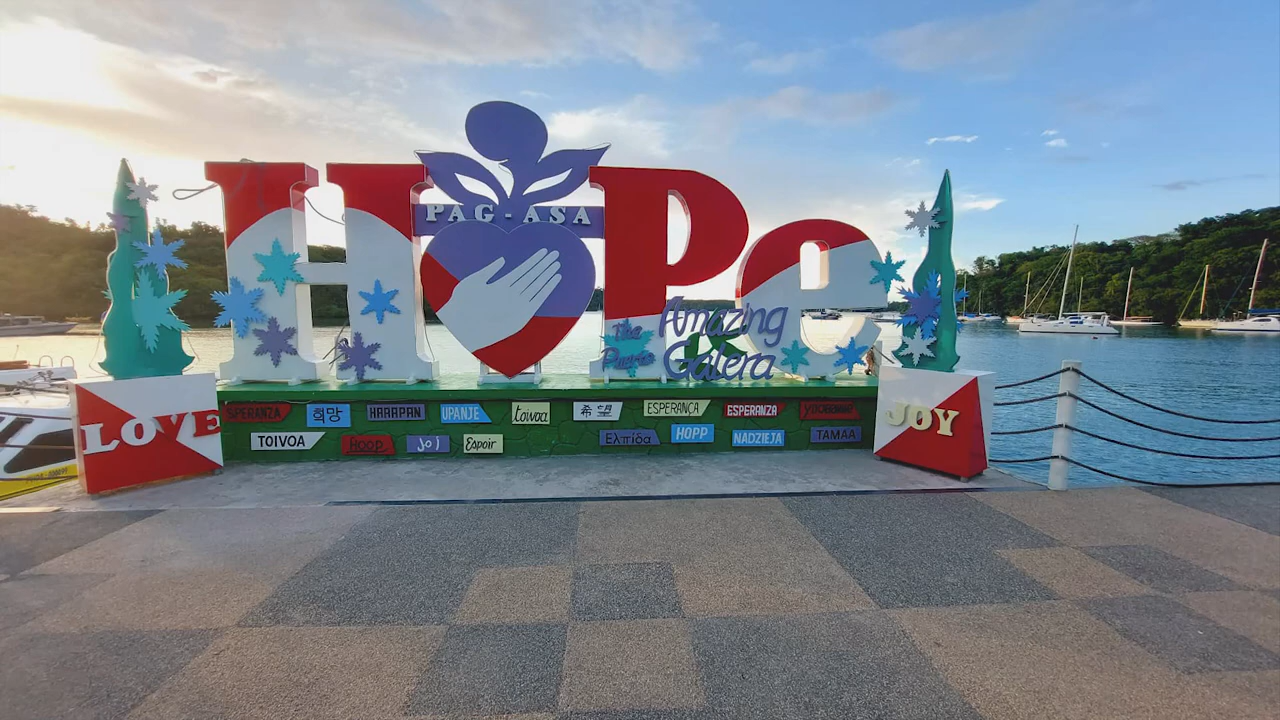 HOPe
PAG-ASA
The Amazing
Puerto Galera
LOVE
JOY
SPERANZA
희망
HARAPAN
UPANJE
toivoa
希望
ESPERANÇA
ESPERANZA
TOIVOA
HOOP
Joj
Espoir
Ελπίδα
HOPP
NADZIEJA
TAMAA